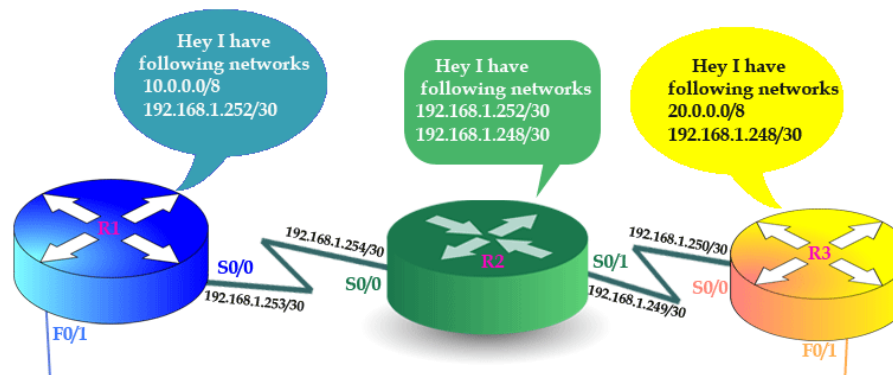 Hey I have
following networks
10.0.0.0/8
192.168.1.252/30
Hey I have
following networks
192.168.1.252/30
192.168.1.248/30
Hey I have
following networks
20.0.0.0/8
192.168.1.248/30
R1
S0/0
192.168.1.253/30
F0/1
192.168.1.254/30
S0/0
R2
S0/1
192.168.1.249/30
192.168.1.250/30
S0/0
R3
F0/1